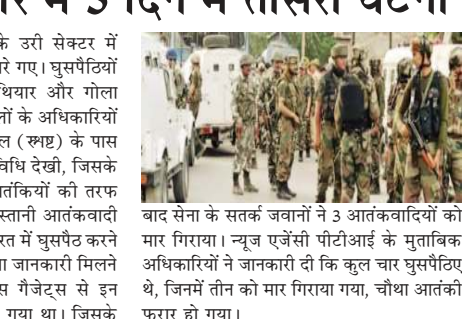 3 दिन में तीसरी घटना
के उरी सेक्टर में
रे गए। घुसपैठियों
थियार और गोला
लों के अधिकारियों
ल (स्श्रष्ट) के पास
विधि देखी, जिसके
तंकियों की तरफ
स्तानी आतंकवादी
रत में घुसपैठ करने
ा जानकारी मिलने
स गैजेट्स से इन
गया था। जिसके
बाद सेना के सतर्क जवानों ने 3 आतंकवादियों को
मार गिराया। न्यूज एजेंसी पीटीआई के मुताबिक
अधिकारियों ने जानकारी दी कि कुल चार घुसपैठिए
थे, जिनमें तीन को मार गिराया गया, चौथा आतंकी
फरार हो गया।